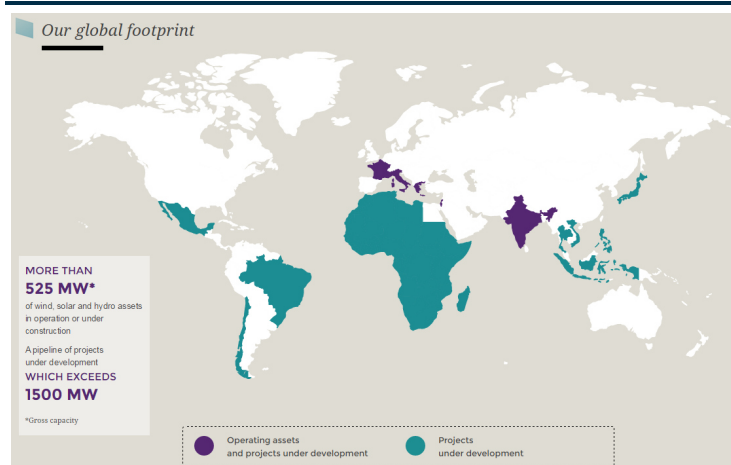 Our global footprint
MORE THAN
525 MW*
of wind, solar and hydro assets
in operation or under
construction
A pipeline of projects
under development
WHICH EXCEEDS
1500 MW
*Gross capacity
Operating assets
and projects under development
Projects
under development